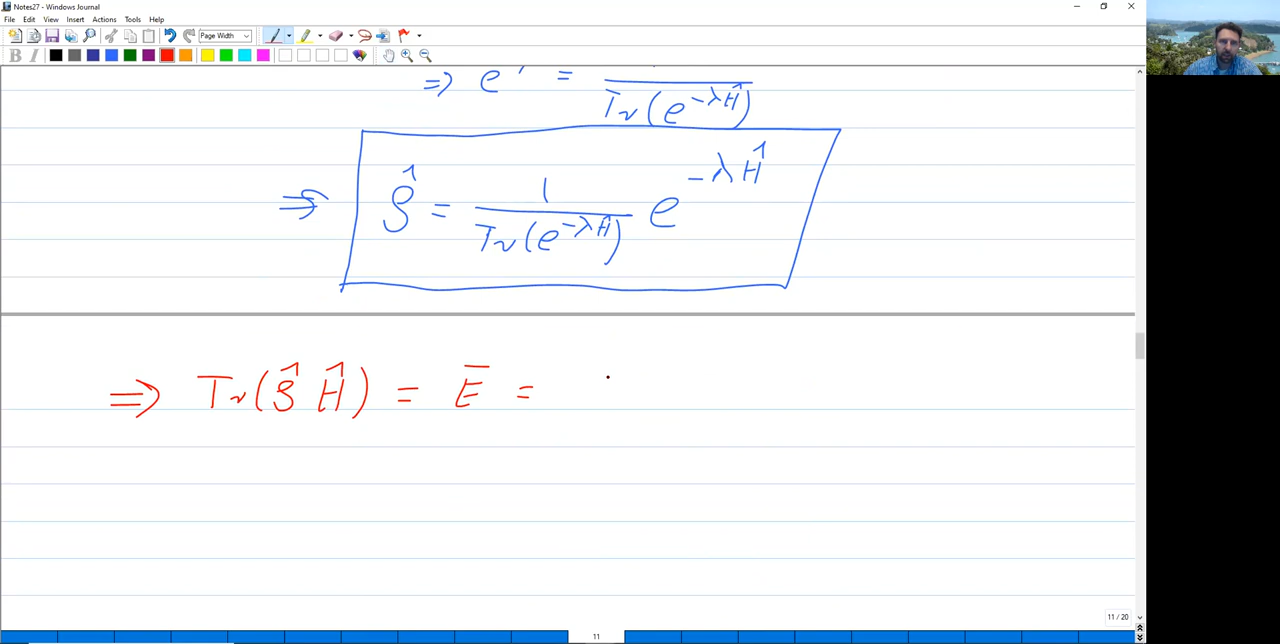 Notes27 - Windows Journal
File Edit View Insert Actions Tools Help
Page Width
B I
⇒ e =
Tr(e^{-λĤ})
⇒ ρ̂ = 1 / Tr(e^{-λĤ}) e^{-λĤ}
⇒ Tr(ρ̂ Ĥ) = E̅ =
11 / 20
11